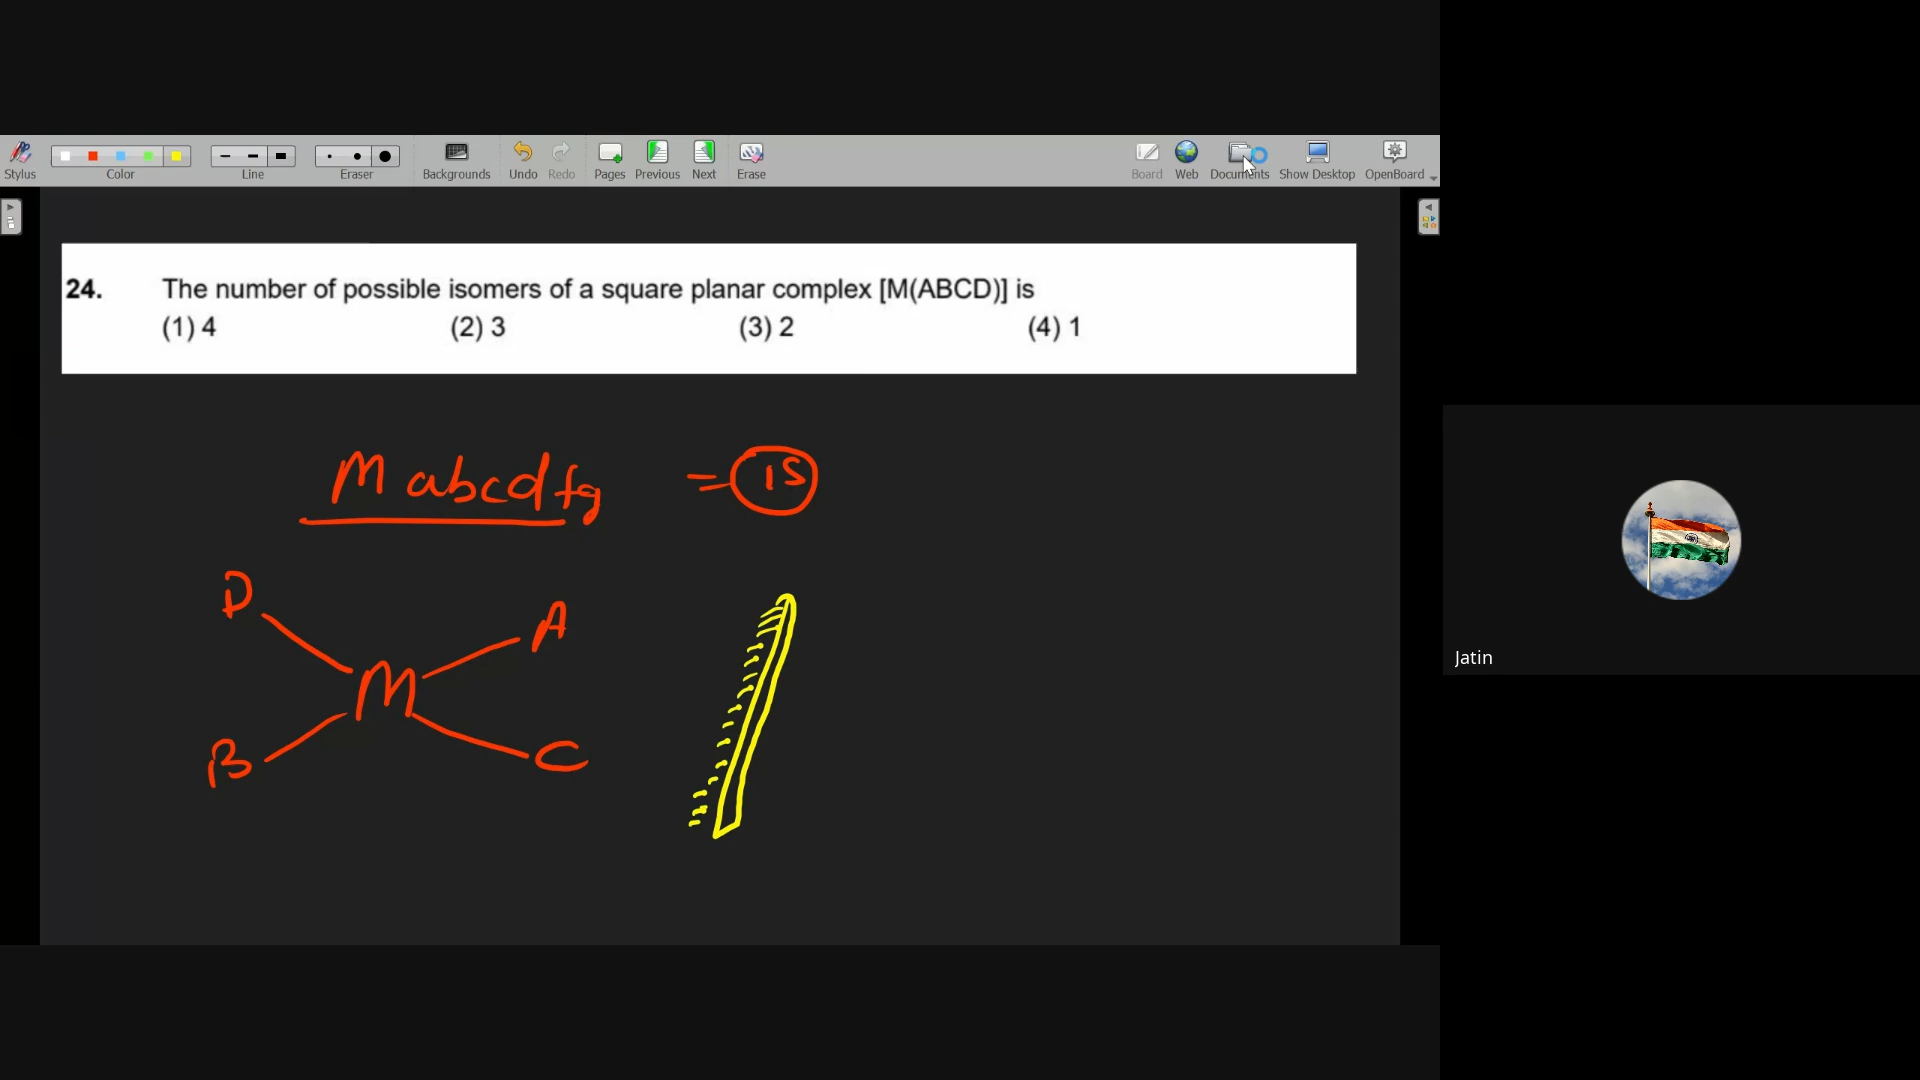 Stylus Color Line Eraser Backgrounds Undo Redo Pages Previous Next Erase Board Web Documents Show Desktop OpenBoard
24. The number of possible isomers of a square planar complex [M(ABCD)] is
(1) 4 (2) 3 (3) 2 (4) 1
M abcdfg = 15
D A
M
B C
Jatin